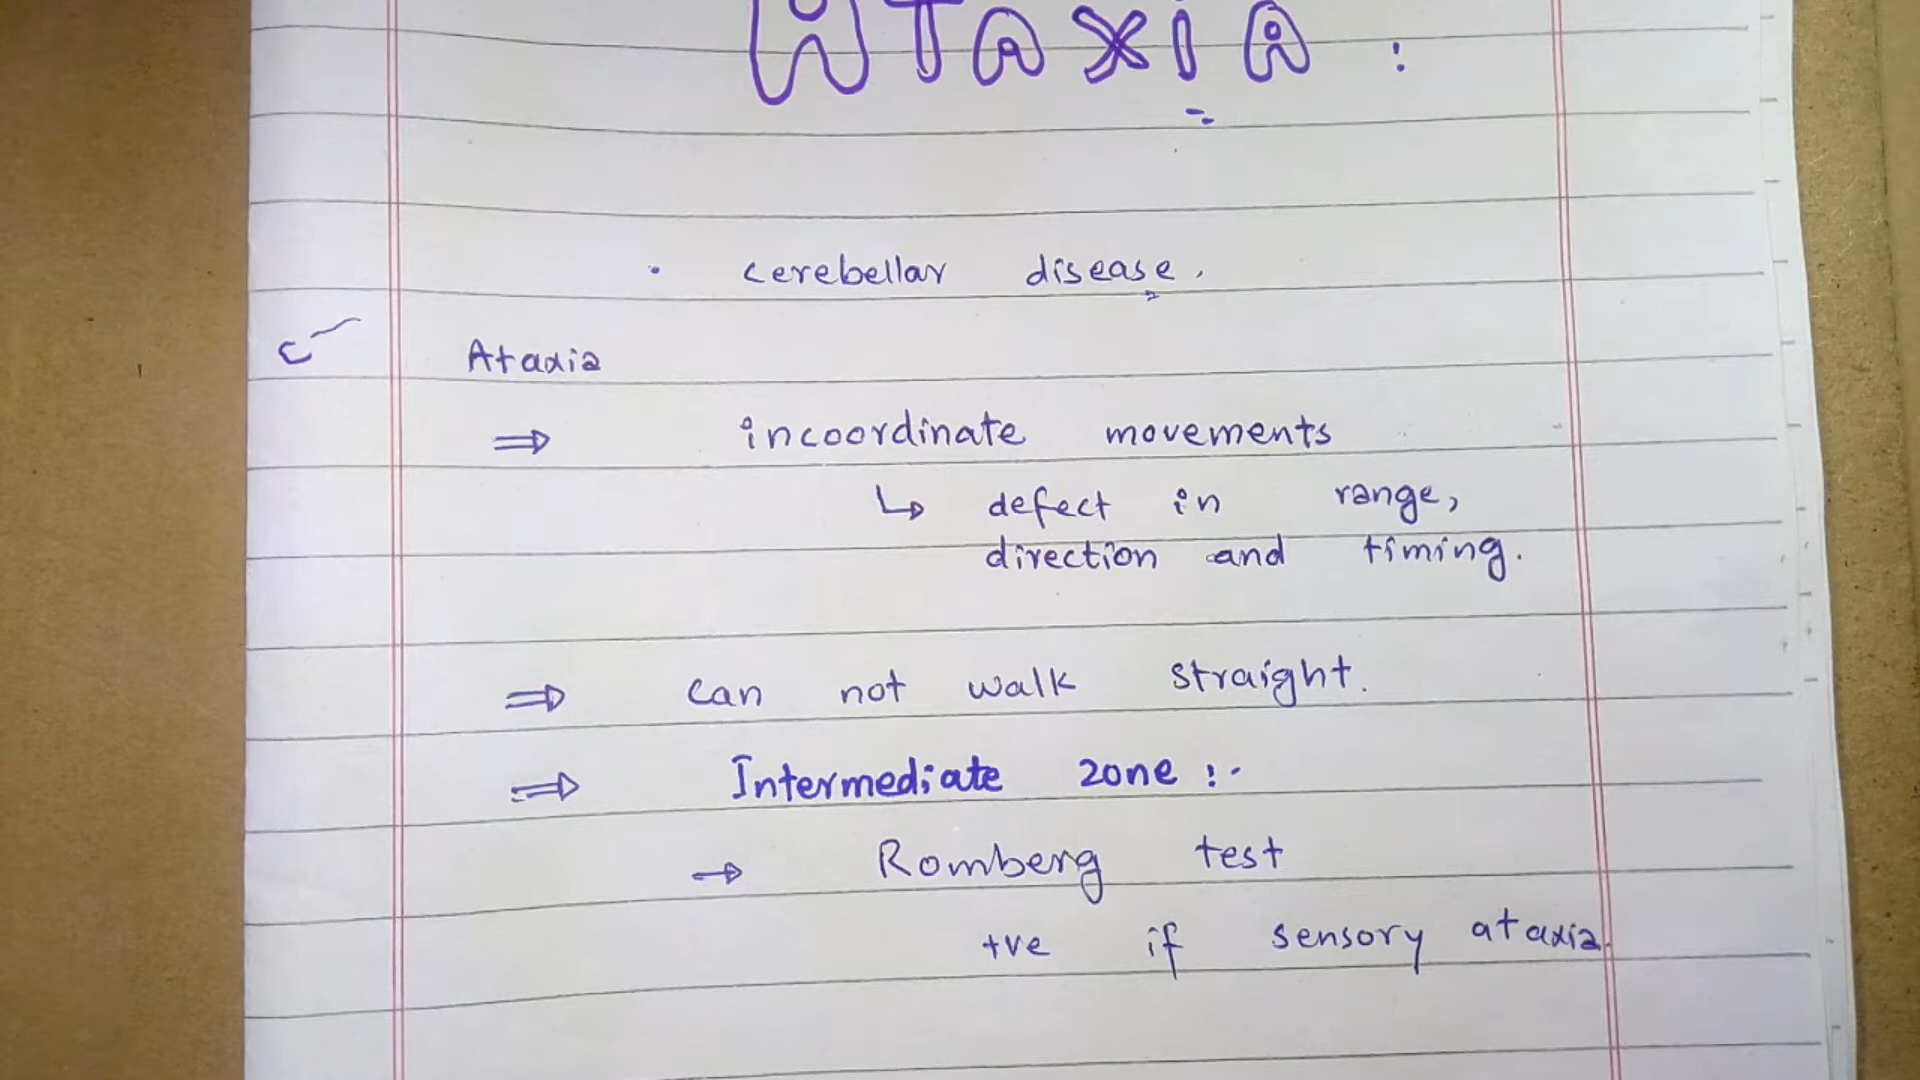 ATAXIA :
· cerebellar disease.
Ataxia
⇒ incoordinate movements
↳ defect in range,
direction and timing.
⇒ can not walk straight.
⇒ Intermediate zone :-
→ Romberg test
+ve if sensory ataxia